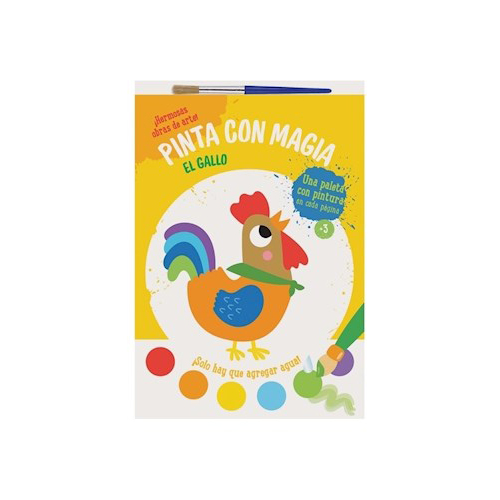 ¡Hermosas
obras de arte!
PINTA CON MAGIA
EL GALLO
Una paleta
con pintura
en cada página
+3
¡Solo hay que agregar agua!